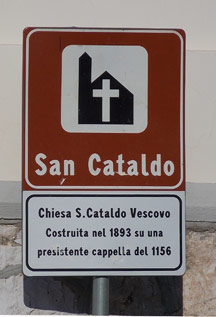 San Cataldo
Chiesa S.Cataldo Vescovo
Costruita nel 1893 su una
presistente cappella del 1156